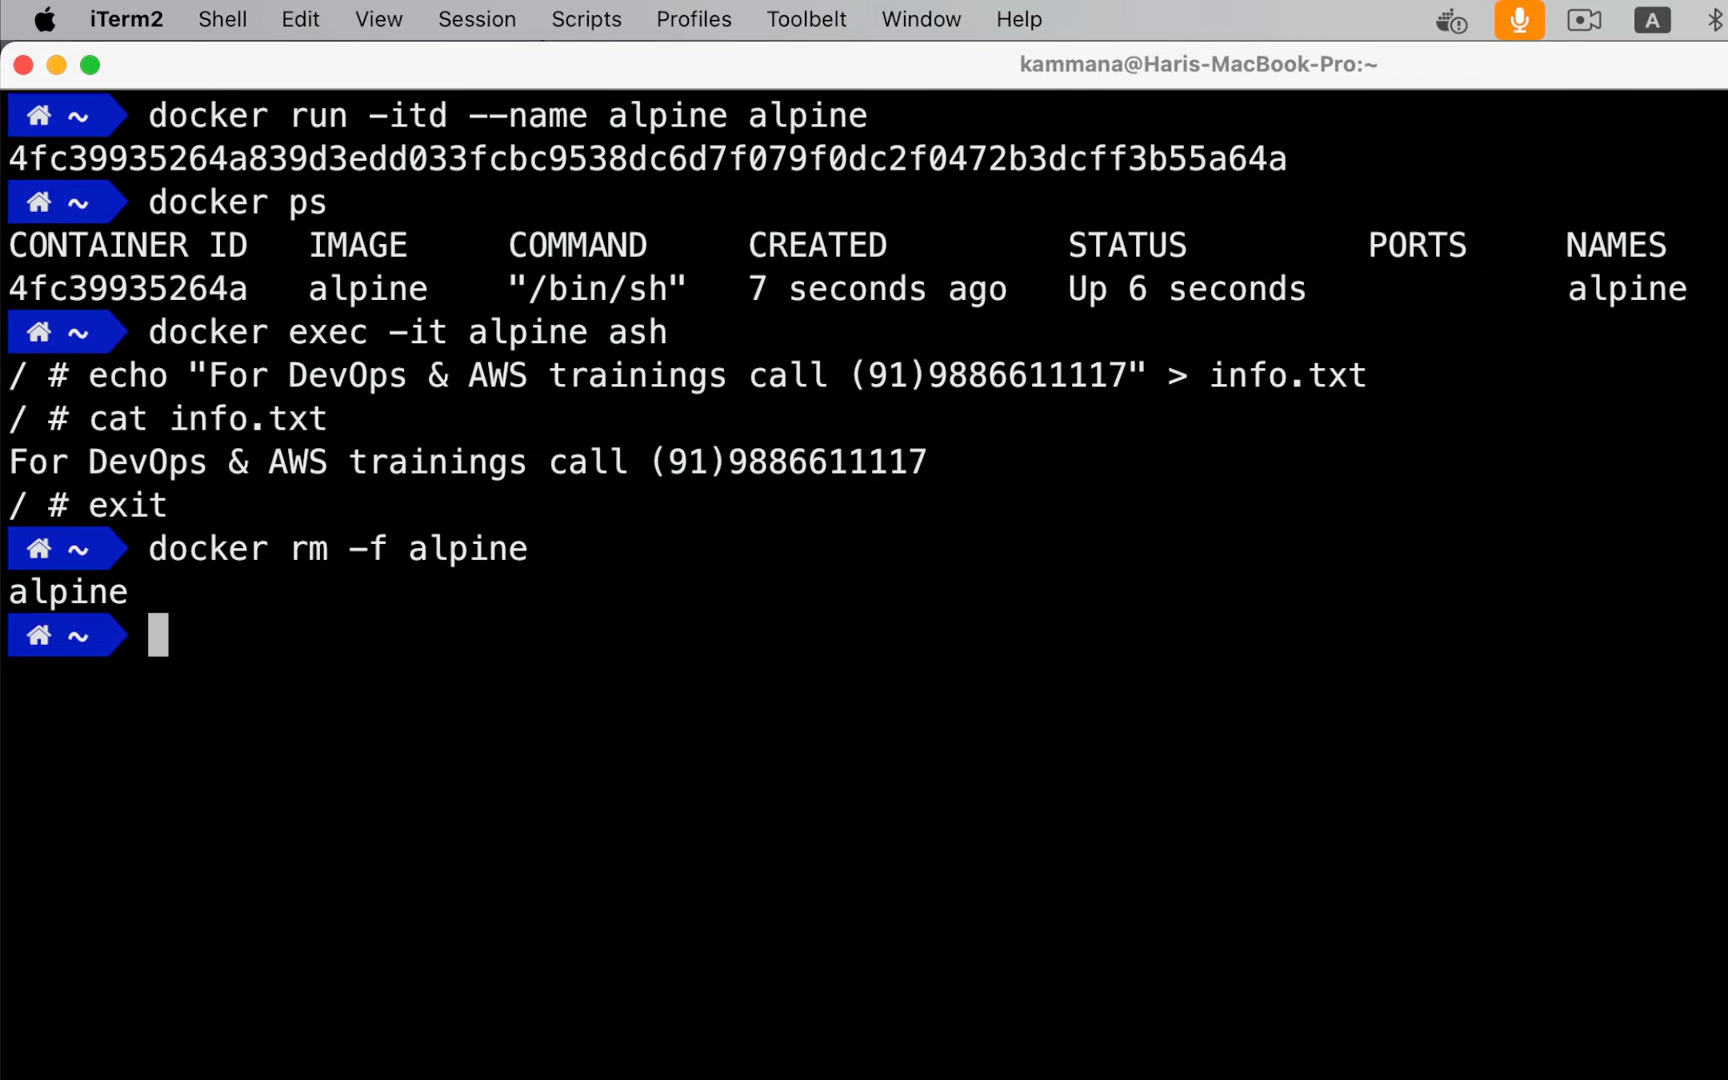 iTerm2 Shell Edit View Session Scripts Profiles Toolbelt Window Help A
kammana@Haris-MacBook-Pro:~
~ docker run -itd --name alpine alpine
4fc39935264a839d3edd033fcbc9538dc6d7f079f0dc2f0472b3dcff3b55a64a
~ docker ps
CONTAINER ID IMAGE COMMAND CREATED STATUS PORTS NAMES
4fc39935264a alpine "/bin/sh" 7 seconds ago Up 6 seconds alpine
~ docker exec -it alpine ash
/ # echo "For DevOps & AWS trainings call (91)9886611117" > info.txt
/ # cat info.txt
For DevOps & AWS trainings call (91)9886611117
/ # exit
~ docker rm -f alpine
alpine
~